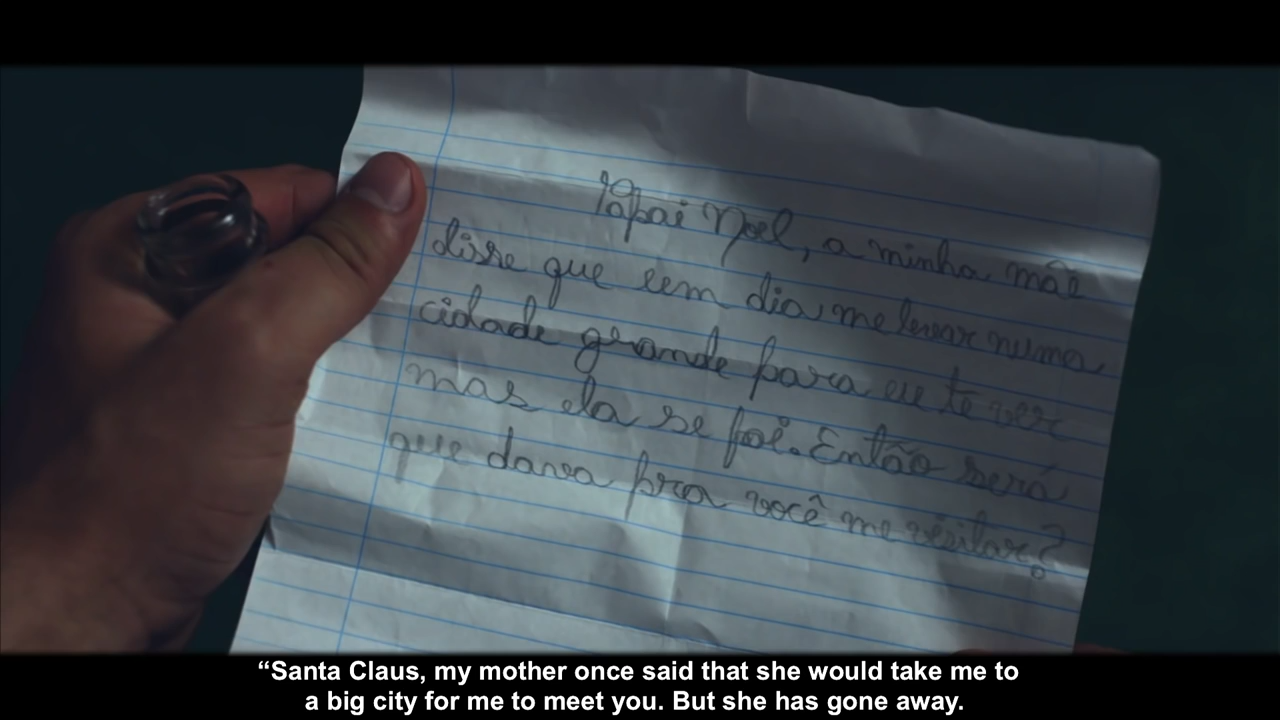 Papai Noel, a minha mãe
disse que um dia me levar numa
cidade grande para eu te ver
mas ela se foi. Então será
que dava pra você me visitar?
“Santa Claus, my mother once said that she would take me to
a big city for me to meet you. But she has gone away.